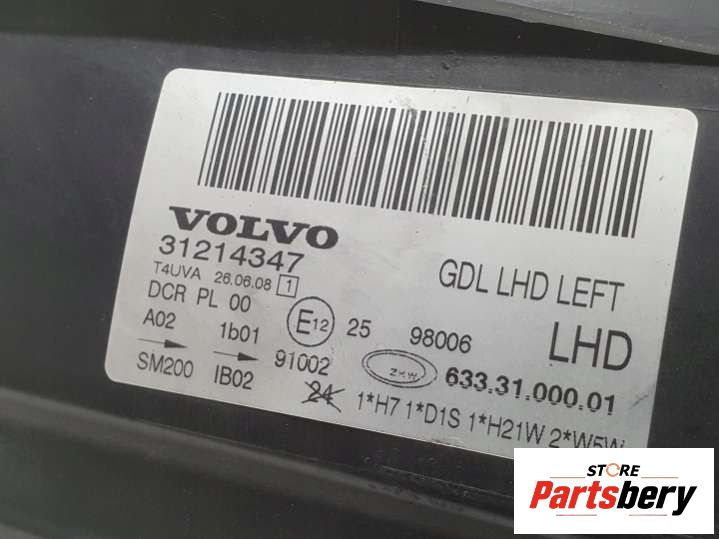 VOLVO
31214347
T4UVA 26.06.08 1
GDL LHD LEFT
DCR PL 00
E12 25 98006 LHD
A02 1b01 91002
ZKW 633.31.000.01
SM200 IB02
24 1*H7 1*D1S 1*H21W 2*W5W
STORE
Partsbery